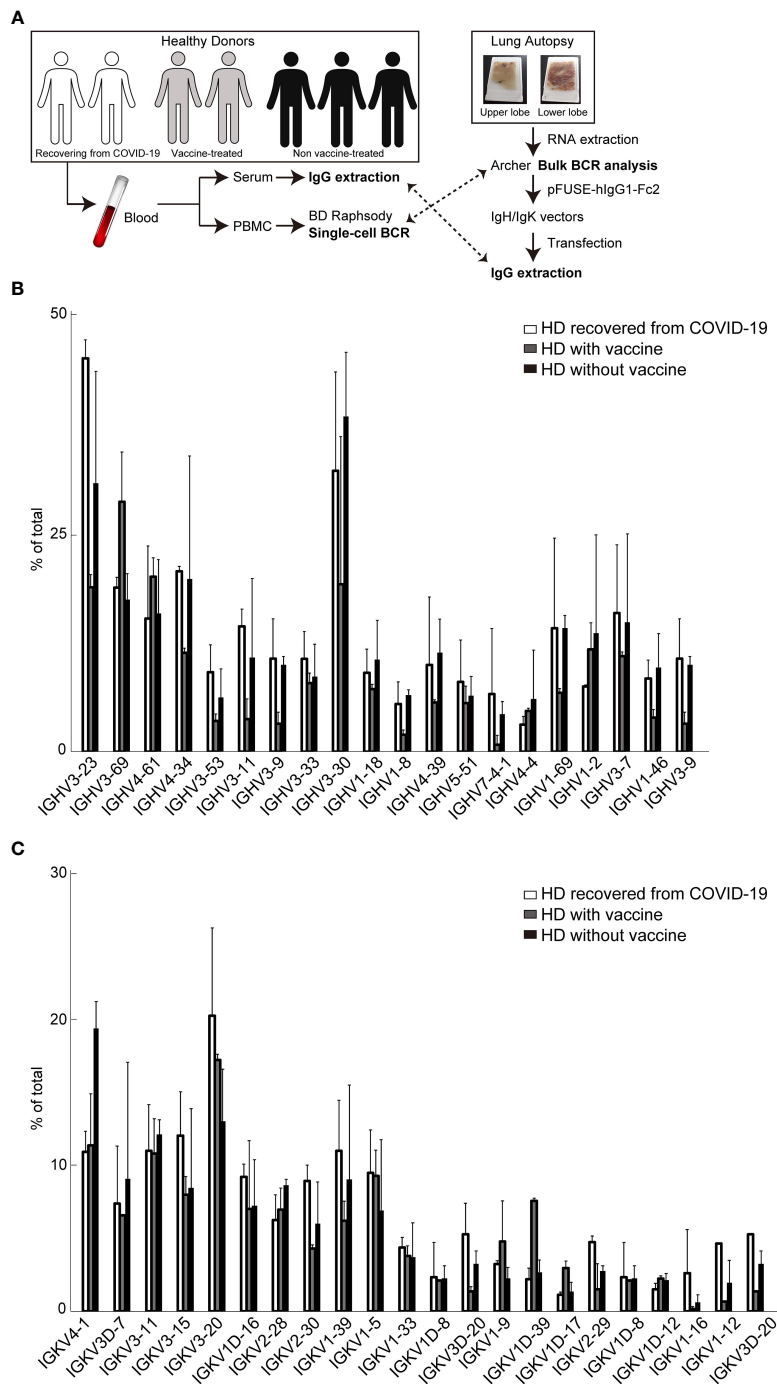 A
Healthy Donors
Lung Autopsy
Upper lobe Lower lobe
Recovering from COVID-19 Vaccine-treated Non vaccine-treated
RNA extraction
Archer Bulk BCR analysis
Serum IgG extraction
pFUSE-hIgG1-Fc2
Blood
BD Raphsody
IgH/IgK vectors
PBMC
Single-cell BCR
Transfection
IgG extraction
B
50
HD recovered from COVID-19
HD with vaccine
HD without vaccine
25
% of total
0
IGHV3-23 IGHV3-69 IGHV4-61 IGHV4-34 IGHV3-53 IGHV3-11 IGHV3-9 IGHV3-33 IGHV3-30 IGHV1-18 IGHV1-8 IGHV4-39 IGHV5-51 IGHV7-4-1 IGHV4-4 IGHV1-69 IGHV1-2 IGHV3-7 IGHV1-46 IGHV3-9
C
30
HD recovered from COVID-19
HD with vaccine
HD without vaccine
20
% of total
10
0
IGKV4-1 IGKV3D-7 IGKV3-11 IGKV3-15 IGKV3-20 IGKV1D-16 IGKV2-28 IGKV2-30 IGKV1-39 IGKV1-5 IGKV1-33 IGKV1D-8 IGKV3D-20 IGKV1-9 IGKV1D-39 IGKV1D-17 IGKV2-29 IGKV1D-8 IGKV1D-12 IGKV1-16 IGKV1-12 IGKV3D-20